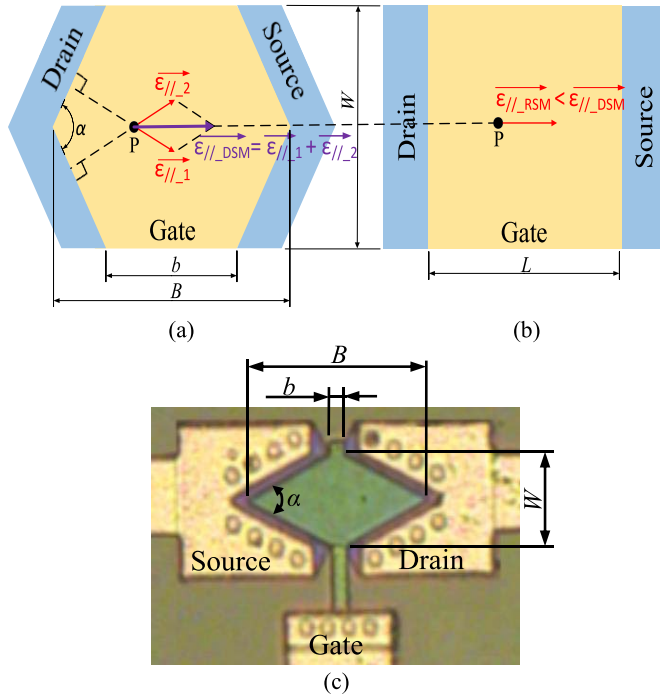 Drain
Source
ε//_2
α
P
ε//_DSM = ε//_1 + ε//_2
ε//_1
Gate
b
B
W
(a)
Drain
Source
ε//_RSM < ε//_DSM
P
Gate
L
(b)
B
b
α
W
Source
Drain
Gate
(c)